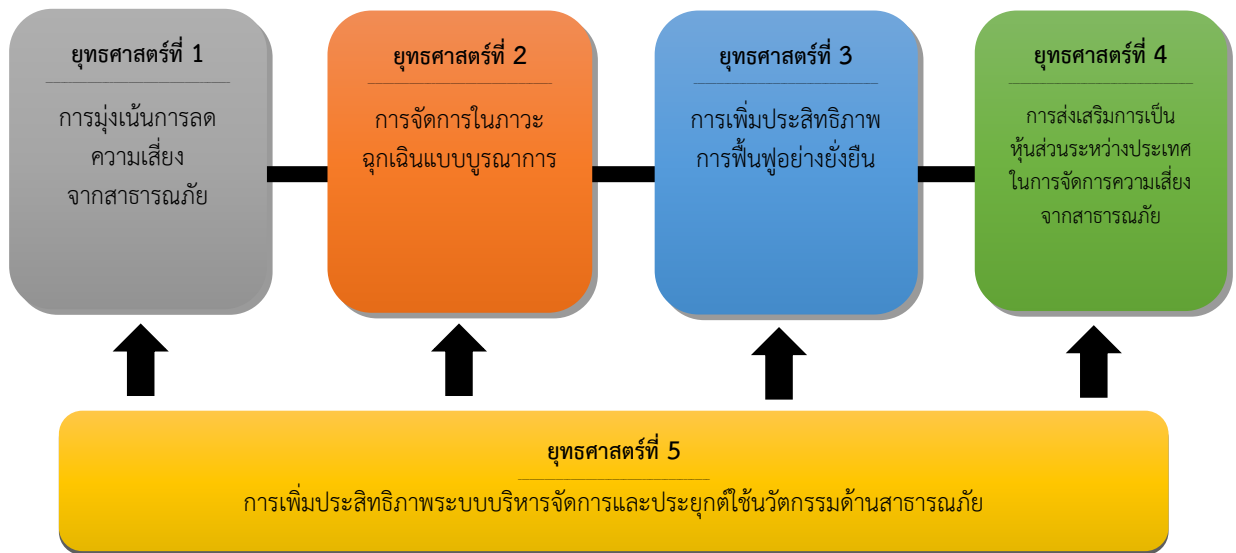 ยุทธศาสตร์ที่ 1
การมุ่งเน้นการลด
ความเสี่ยง
จากสาธารณภัย
ยุทธศาสตร์ที่ 2
การจัดการในภาวะ
ฉุกเฉินแบบบูรณาการ
ยุทธศาสตร์ที่ 3
การเพิ่มประสิทธิภาพ
การฟื้นฟูอย่างยั่งยืน
ยุทธศาสตร์ที่ 4
การส่งเสริมการเป็น
หุ้นส่วนระหว่างประเทศ
ในการจัดการความเสี่ยง
จากสาธารณภัย
ยุทธศาสตร์ที่ 5
การเพิ่มประสิทธิภาพระบบบริหารจัดการและประยุกต์ใช้นวัตกรรมด้านสาธารณภัย